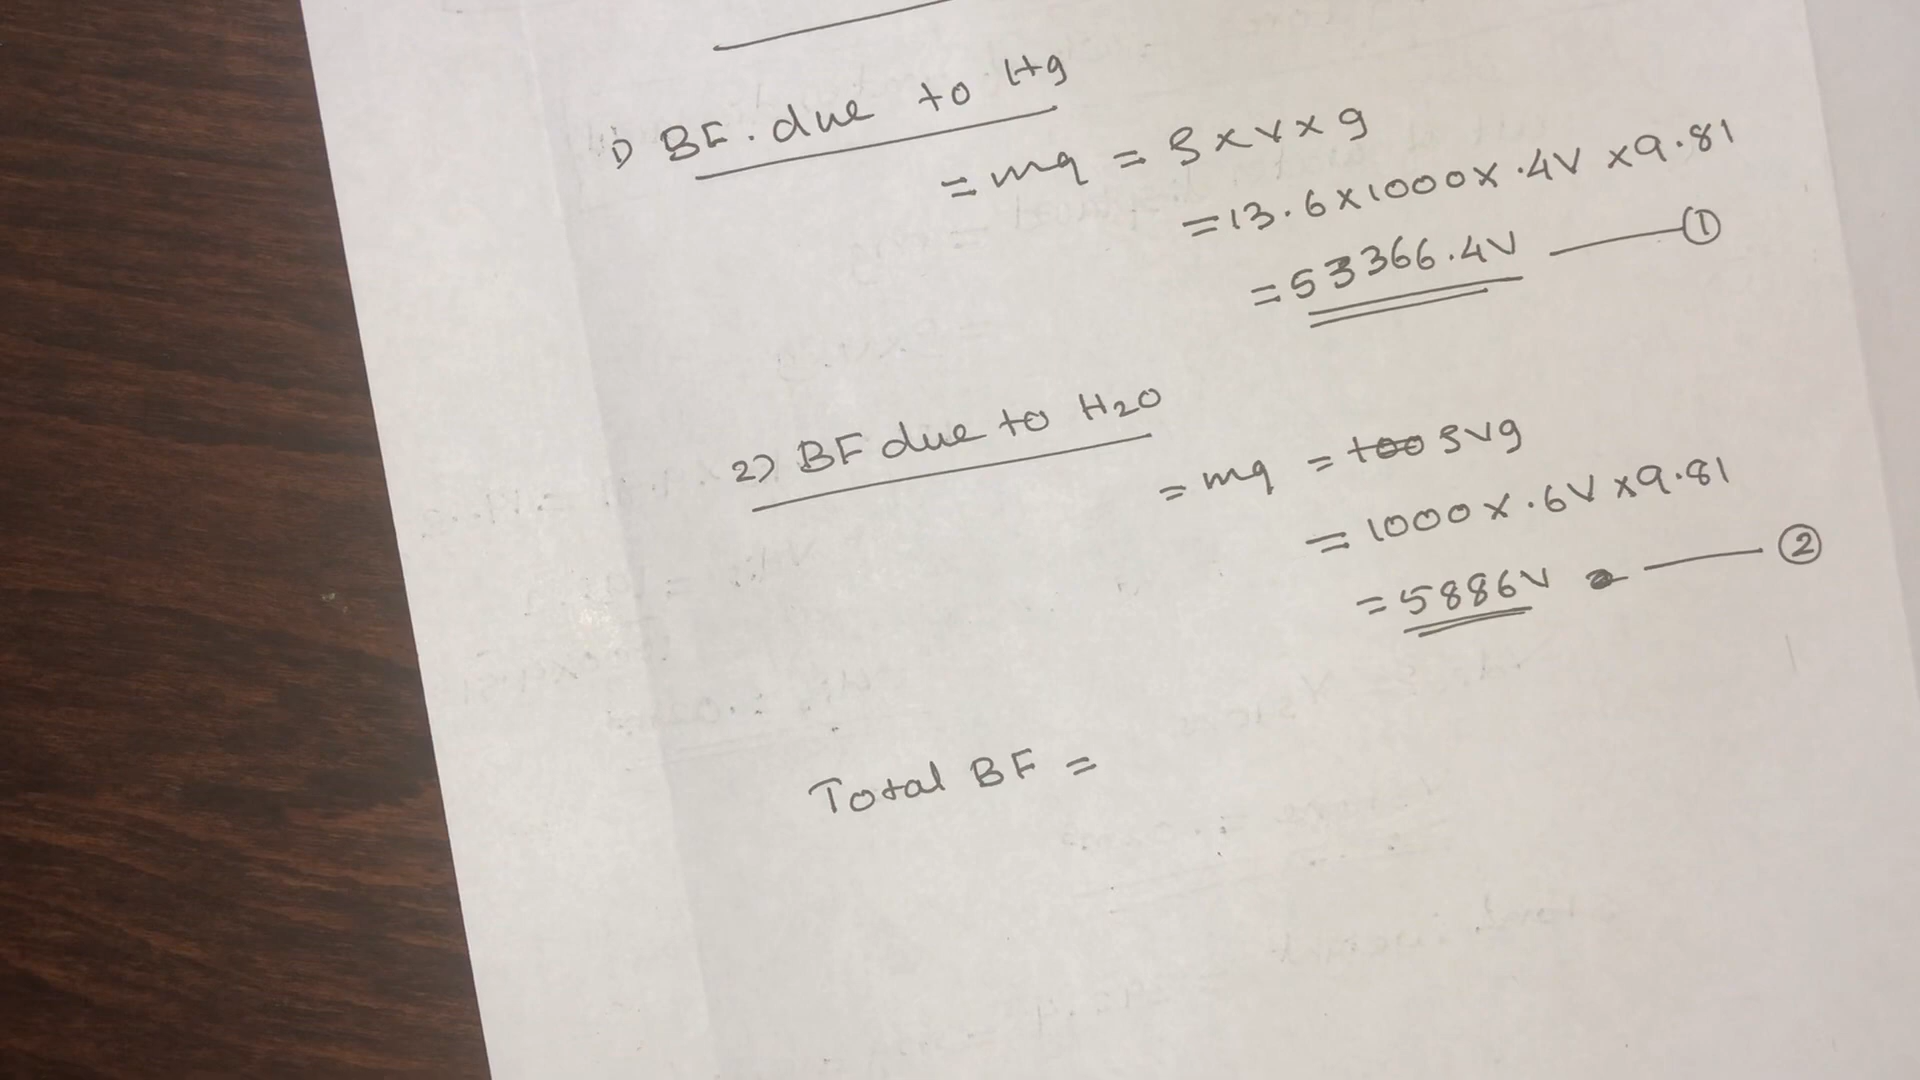 1) BF. due to Hg
= mg = S x V x g
= 13.6 x 1000 x .4V x 9.81
= 53366.4V — ①
2) BF due to H2O
= mg = SVg
= 1000 x .6V x 9.81
= 5886V — ②
Total BF =